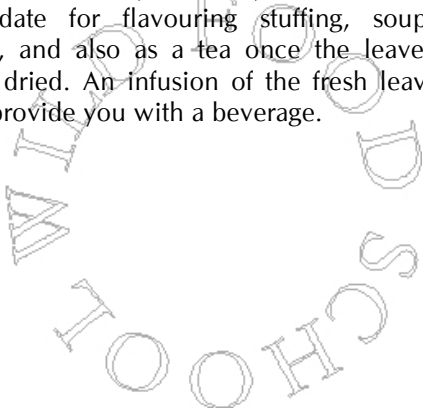 date for flavouring stuffing, soup
, and also as a tea once the leave
dried. An infusion of the fresh leav
provide you with a beverage.
WILD FOOD SCHOOL